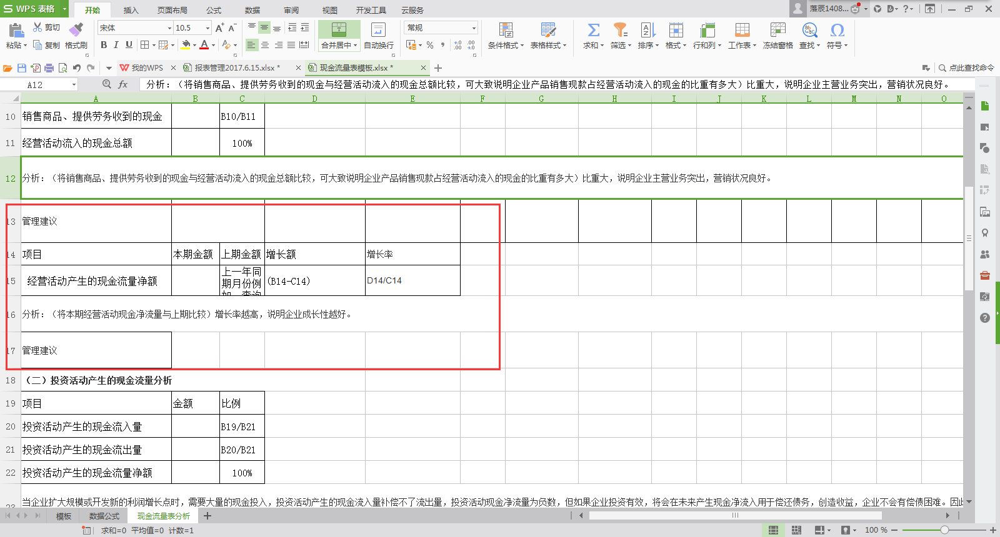 WPS 表格
开始 插入 页面布局 公式 数据 审阅 视图 开发工具 云服务 落辰1408...
粘贴 剪切 复制 格式刷
宋体 10.5
B I U A
合并居中 自动换行
常规
条件格式 表格样式 求和 筛选 排序 格式 行和列 工作表 冻结窗格 查找 符号
我的WPS 报表管理2017.6.15.xlsx * 现金流量表模板.xlsx * 点此查找命令
A12 fx 分析：（将销售商品、提供劳务收到的现金与经营活动流入的现金总额比较，可大致说明企业产品销售现款占经营活动流入的现金的比重有多大）比重大，说明企业主营业务突出，营销状况良好。
A B C D E F G H I J K L M N O
10 销售商品、提供劳务收到的现金 B10/B11
11 经营活动流入的现金总额 100%
12 分析：（将销售商品、提供劳务收到的现金与经营活动流入的现金总额比较，可大致说明企业产品销售现款占经营活动流入的现金的比重有多大）比重大，说明企业主营业务突出，营销状况良好。
13 管理建议
14 项目 本期金额 上期金额 增长额 增长率
15 经营活动产生的现金流量净额 上一年同期月份例如，查询 (B14-C14) D14/C14
16 分析：（将本期经营活动现金净流量与上期比较）增长率越高，说明企业成长性越好。
17 管理建议
18 （二）投资活动产生的现金流量分析
19 项目 金额 比例
20 投资活动产生的现金流入量 B19/B21
21 投资活动产生的现金流出量 B20/B21
22 投资活动产生的现金流量净额 100%
23 当企业扩大规模或开发新的利润增长点时，需要大量的现金投入，投资活动产生的现金流入量补偿不了流出量，投资活动现金净流量为负数，但如果企业投资有效，将会在未来产生现金净流入用于偿还债务，创造收益，企业不会有偿债困难。因此
模板 数据公式 现金流量表分析
求和=0 平均值=0 计数=1 100 %